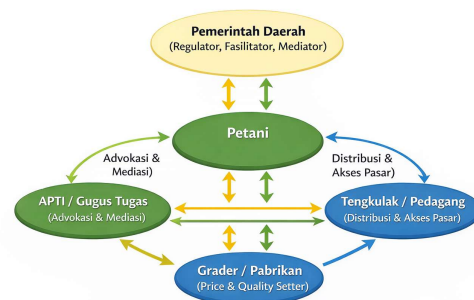 Pemerintah Daerah
(Regulator, Fasilitator, Mediator)
Petani
Advokasi &
Mediasi)
Distribusi &
Akses Pasar)
APTI / Gugus Tugas
(Advokasi & Mediasi)
Tengkulak / Pedagang
(Distribusi & Akses Pasar)
Grader / Pabrikan
(Price & Quality Setter)